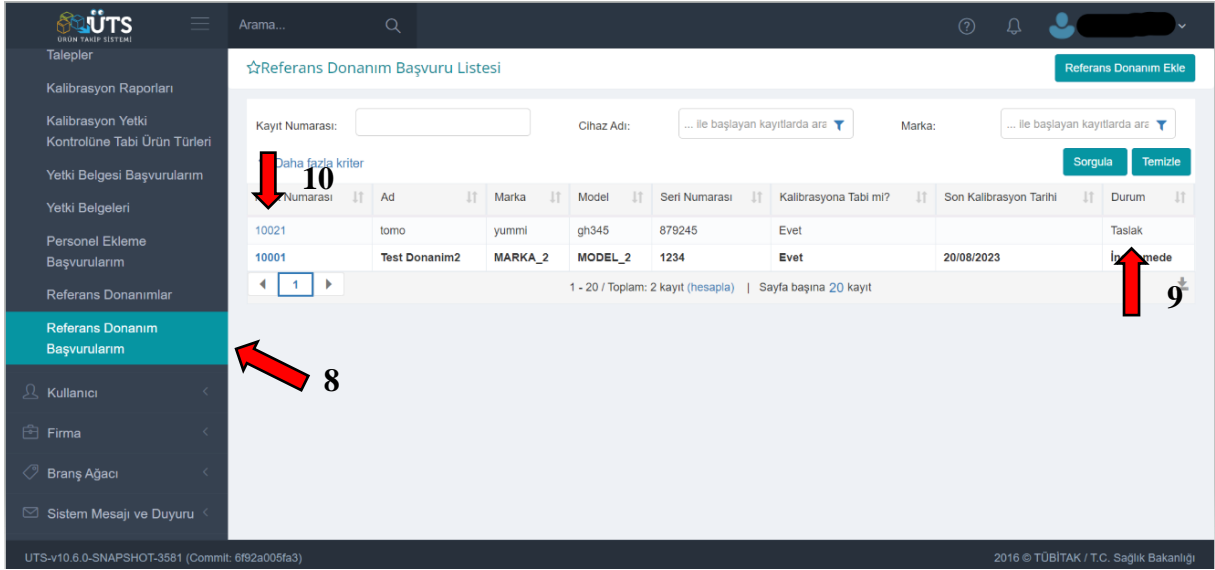 ÜTS
ÜRÜN TAKİP SİSTEMİ
Arama...
Talepler
Kalibrasyon Raporları
Kalibrasyon Yetki
Kontrolüne Tabi Ürün Türleri
Yetki Belgesi Başvurularım
Yetki Belgeleri
Personel Ekleme
Başvurularım
Referans Donanımlar
Referans Donanım
Başvurularım
Kullanıcı
Firma
Branş Ağacı
Sistem Mesajı ve Duyuru
Referans Donanım Başvuru Listesi
Referans Donanım Ekle
Kayıt Numarası:
Cihaz Adı: ... ile başlayan kayıtlarda ara
Marka: ... ile başlayan kayıtlarda ara
Daha fazla kriter
Sorgula Temizle
10
Numarası Ad Marka Model Seri Numarası Kalibrasyona Tabi mi? Son Kalibrasyon Tarihi Durum
10021 tomo yummi gh345 879245 Evet Taslak
10001 Test Donanim2 MARKA_2 MODEL_2 1234 Evet 20/08/2023
1 1 - 20 / Toplam: 2 kayıt (hesapla) | Sayfa başına 20 kayıt
9
8
UTS-v10.6.0-SNAPSHOT-3581 (Commit: 6f92a005fa3)
2016 © TÜBİTAK / T.C. Sağlık Bakanlığı